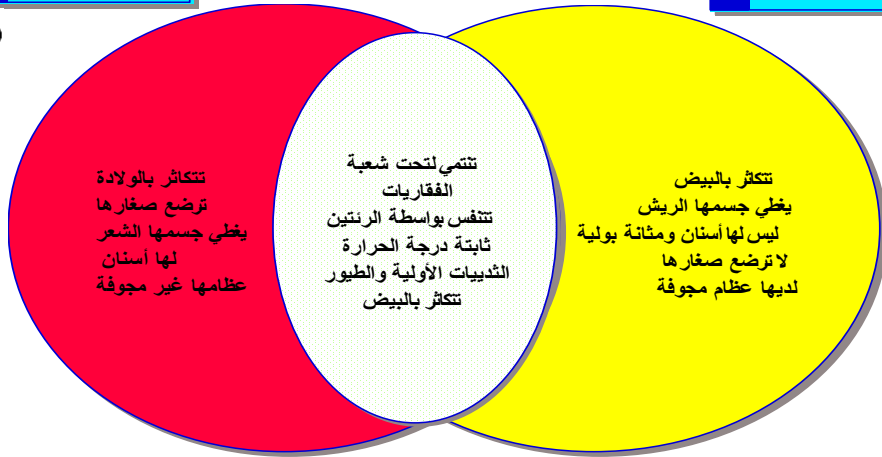 تتكاثر بالبيض
يغطي جسمها الريش
ليس لها أسنان ومثانة بولية
لا ترضع صغارها
لديها عظام مجوفة
تنتمي لتحت شعبة
الفقاريات
تتنفس بواسطة الرئتين
ثابتة درجة الحرارة
الثدييات الأولية والطيور
تتكاثر بالبيض
تتكاثر بالولادة
ترضع صغارها
يغطي جسمها الشعر
لها أسنان
عظامها غير مجوفة